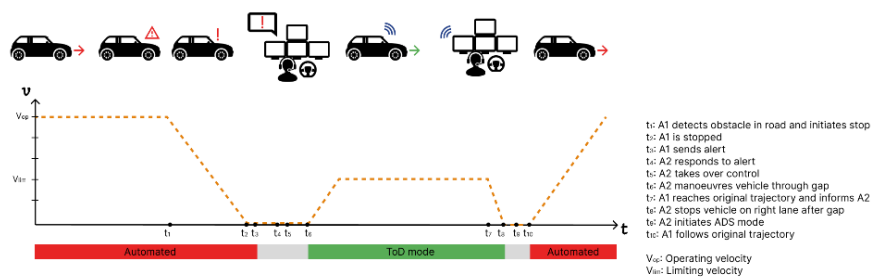 v
Vop
Vlim
t₁
t₂
t₃
t₄
t₅
t₆
t₇
t₈
t₉
t₁₀
t
Automated
ToD mode
Automated
t₁: A1 detects obstacle in road and initiates stop
t₂: A1 is stopped
t₃: A1 sends alert
t₄: A2 responds to alert
t₅: A2 takes over control
t₆: A2 manoeuvres vehicle through gap
t₇: A1 reaches original trajectory and informs A2
t₈: A2 stops vehicle on right lane after gap
t₉: A2 initiates ADS mode
t₁₀: A1 follows original trajectory
Vop: Operating velocity
Vlim: Limiting velocity